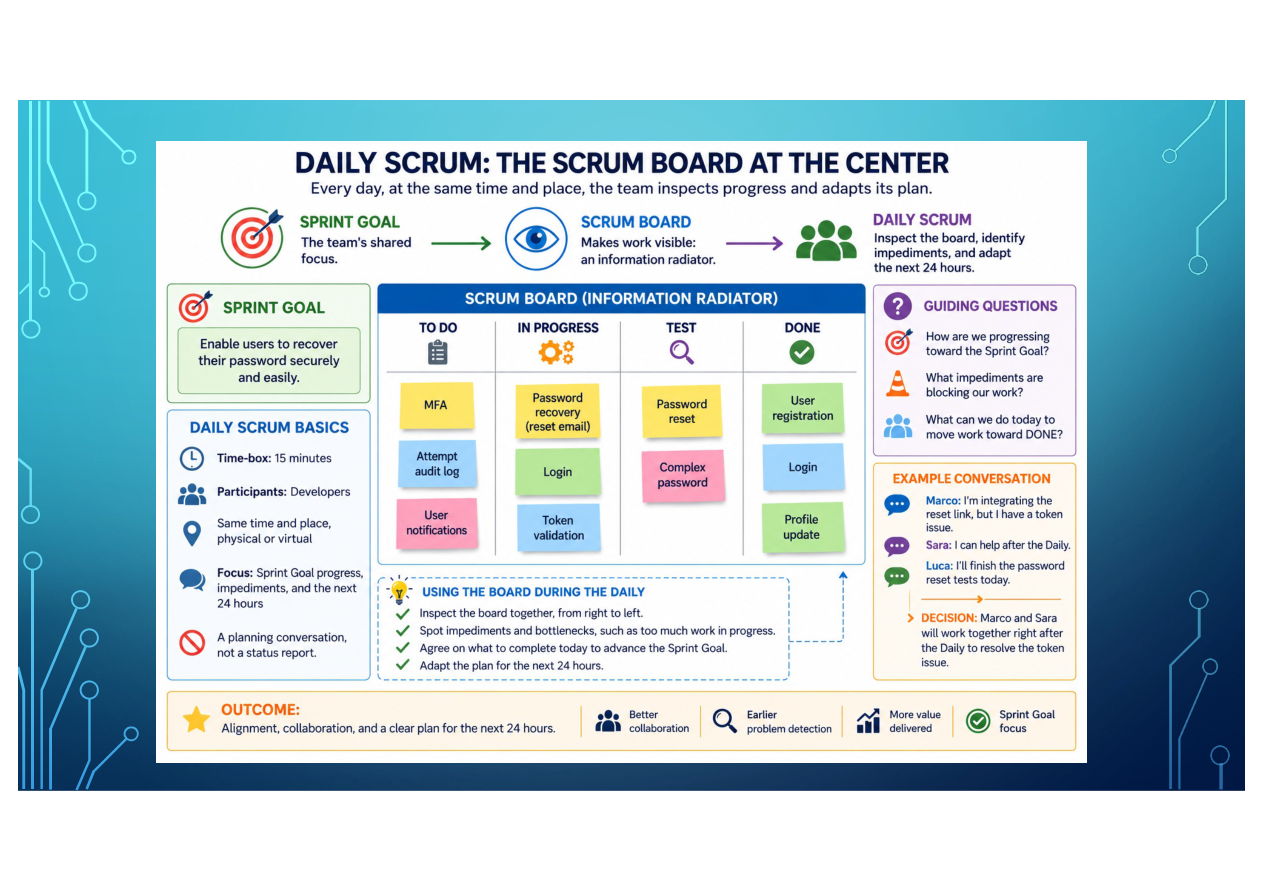 DAILY SCRUM: THE SCRUM BOARD AT THE CENTER
Every day, at the same time and place, the team inspects progress and adapts its plan.
SPRINT GOAL
The team's shared
focus.
SCRUM BOARD
Makes work visible:
an information radiator.
DAILY SCRUM
Inspect the board, identify
impediments, and adapt
the next 24 hours.
SPRINT GOAL
Enable users to recover
their password securely
and easily.
DAILY SCRUM BASICS
Time-box: 15 minutes
Participants: Developers
Same time and place,
physical or virtual
Focus: Sprint Goal progress,
impediments, and the next
24 hours
A planning conversation,
not a status report.
SCRUM BOARD (INFORMATION RADIATOR)
TO DO
MFA
Attempt
audit log
User
notifications
IN PROGRESS
Password
recovery
(reset email)
Login
Token
validation
TEST
Password
reset
Complex
password
DONE
User
registration
Login
Profile
update
USING THE BOARD DURING THE DAILY
Inspect the board together, from right to left.
Spot impediments and bottlenecks, such as too much work in progress.
Agree on what to complete today to advance the Sprint Goal.
Adapt the plan for the next 24 hours.
? GUIDING QUESTIONS
How are we progressing
toward the Sprint Goal?
What impediments are
blocking our work?
What can we do today to
move work toward DONE?
EXAMPLE CONVERSATION
Marco: I'm integrating the
reset link, but I have a token
issue.
Sara: I can help after the Daily.
Luca: I'll finish the password
reset tests today.
DECISION: Marco and Sara
will work together right after
the Daily to resolve the token
issue.
OUTCOME:
Alignment, collaboration, and a clear plan for the next 24 hours.
Better
collaboration
Earlier
problem detection
More value
delivered
Sprint Goal
focus